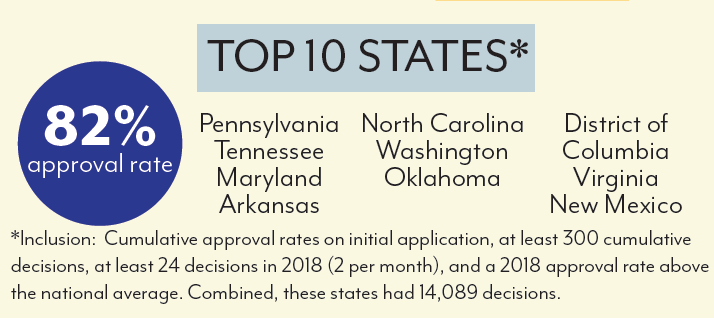 TOP 10 STATES*
82%
approval rate
Pennsylvania
Tennessee
Maryland
Arkansas
North Carolina
Washington
Oklahoma
District of
Columbia
Virginia
New Mexico
*Inclusion: Cumulative approval rates on initial application, at least 300 cumulative
decisions, at least 24 decisions in 2018 (2 per month), and a 2018 approval rate above
the national average. Combined, these states had 14,089 decisions.